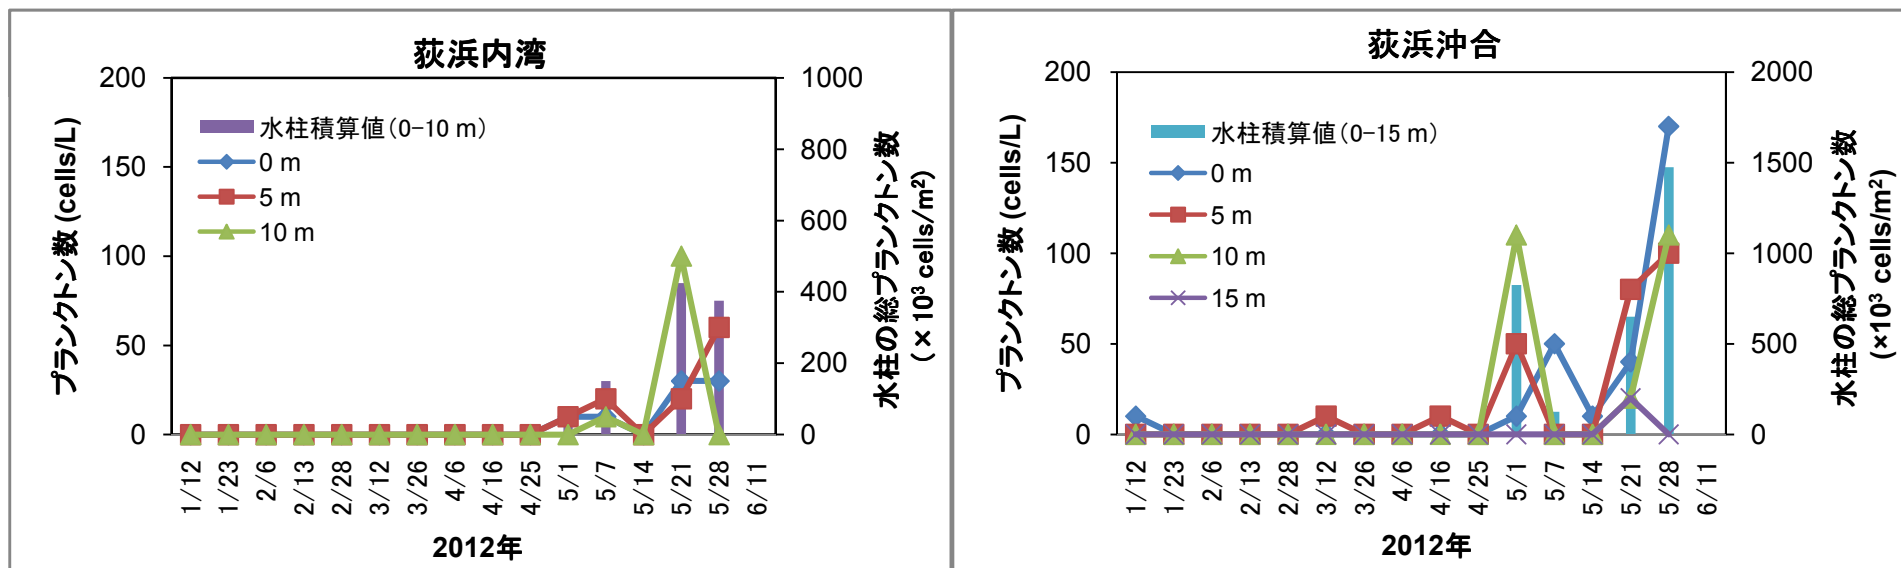 荻浜内湾
200
150
100
50
0
プランクトン数 (cells/L)
水柱積算値(0-10 m)
0 m
5 m
10 m
1000
800
600
400
200
0
水柱の総プランクトン数
(×10³ cells/m²)
1/12
1/23
2/6
2/13
2/28
3/12
3/26
4/6
4/16
4/25
5/1
5/7
5/14
5/21
5/28
6/11
2012年
荻浜沖合
200
150
100
50
0
プランクトン数 (cells/L)
水柱積算値(0-15 m)
0 m
5 m
10 m
15 m
2000
1500
1000
500
0
水柱の総プランクトン数
(×10³ cells/m²)
1/12
1/23
2/6
2/13
2/28
3/12
3/26
4/6
4/16
4/25
5/1
5/7
5/14
5/21
5/28
6/11
2012年